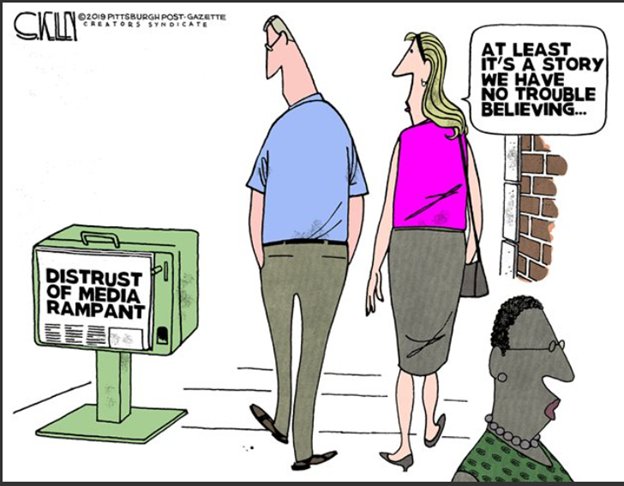 ©2019 PITTSBURGH POST-GAZETTE
CREATORS SYNDICATE
AT LEAST
IT'S A STORY
WE HAVE
NO TROUBLE
BELIEVING...
DISTRUST
OF MEDIA
RAMPANT